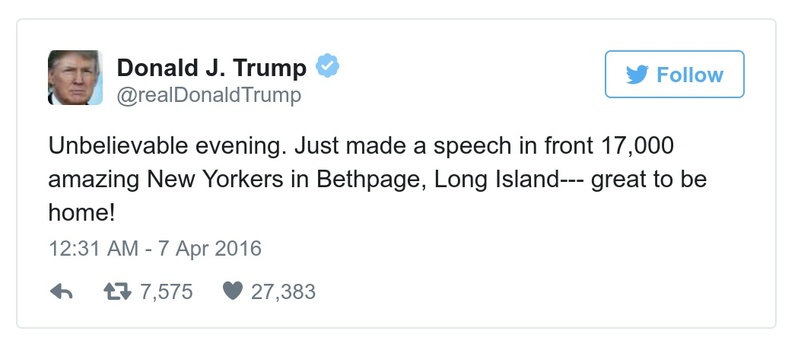 Donald J. Trump
Follow
@realDonaldTrump
Unbelievable evening. Just made a speech in front 17,000
amazing New Yorkers in Bethpage, Long Island--- great to be
home!
12:31 AM - 7 Apr 2016
7,575 27,383